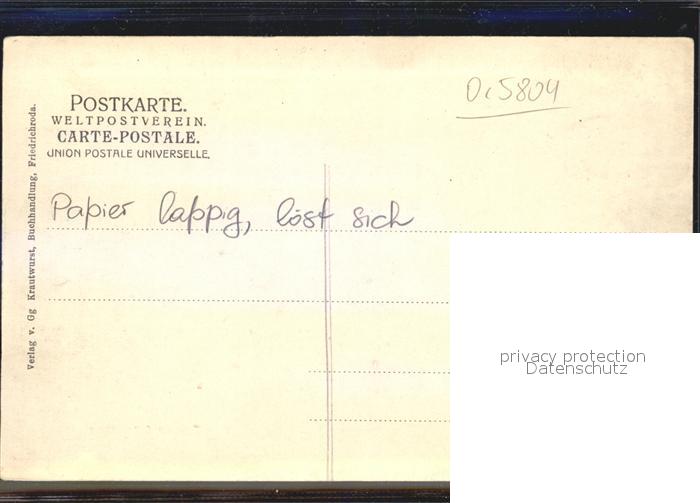 O, 5804
POSTKARTE.
WELTPOSTVEREIN.
CARTE-POSTALE.
UNION POSTALE UNIVERSELLE.
Papier lappig, löst sich
Verlag v. Gg Krautwurst, Buchhandlung, Friedrichroda.
privacy protection
Datenschutz